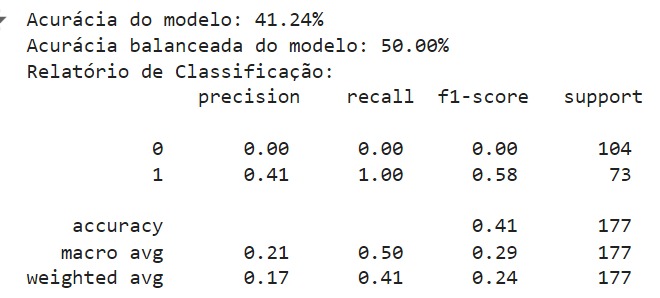 Acurácia do modelo: 41.24%
Acurácia balanceada do modelo: 50.00%
Relatório de Classificação:
precision recall f1-score support
0 0.00 0.00 0.00 104
1 0.41 1.00 0.58 73
accuracy 0.41 177
macro avg 0.21 0.50 0.29 177
weighted avg 0.17 0.41 0.24 177